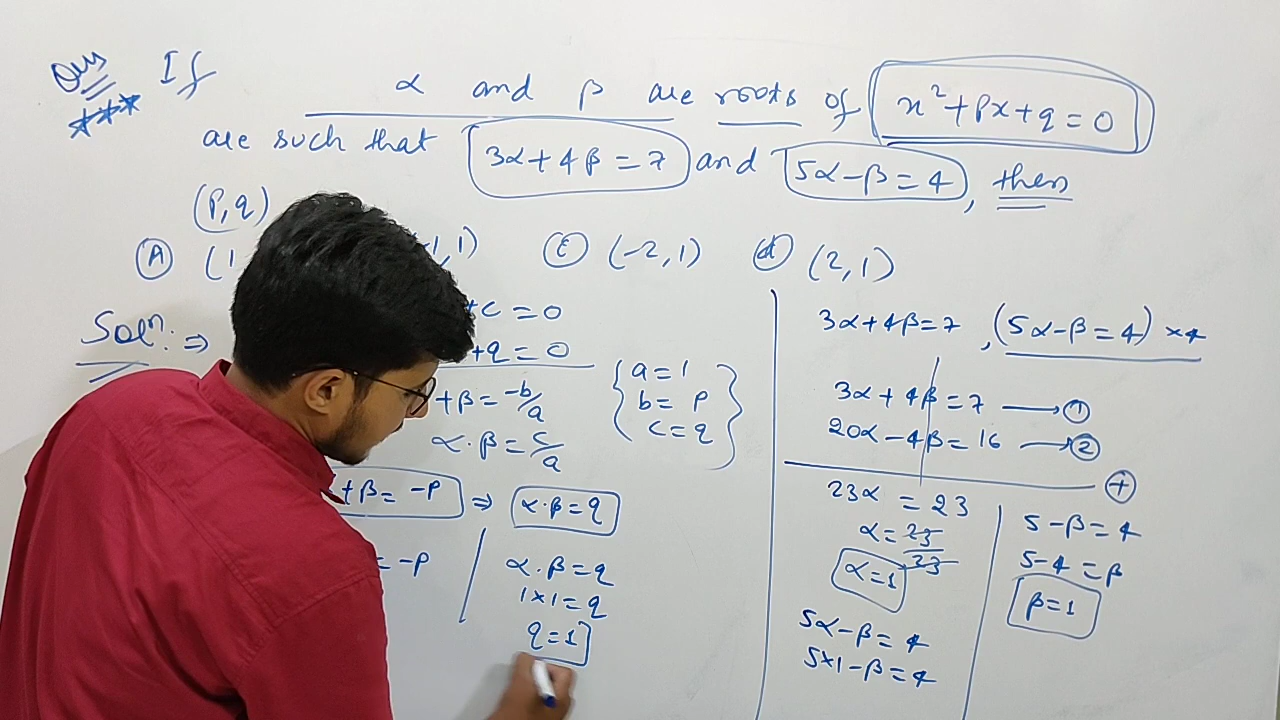 Ques If
*** α and β are roots of x²+px+q=0
are such that 3α+4β=7 and 5α-β=4, then
(P,q)
(A) (1, 1,1) (C) (-2,1) (d) (2,1)
Solⁿ. ⇒ +c=0
+q=0
+β=-b/a
α.β=c/a
{a=1
b=P
c=q}
+β=-P ⇒ α.β=q
=-P
α.β=q
1×1=q
q=1
3α+4β=7, (5α-β=4)×4
3α+4β=7 → ①
20α-4β=16 → ②
+
23α=23
α=23/23
α=1
5α-β=4
5×1-β=4
5-β=4
5-4=β
β=1